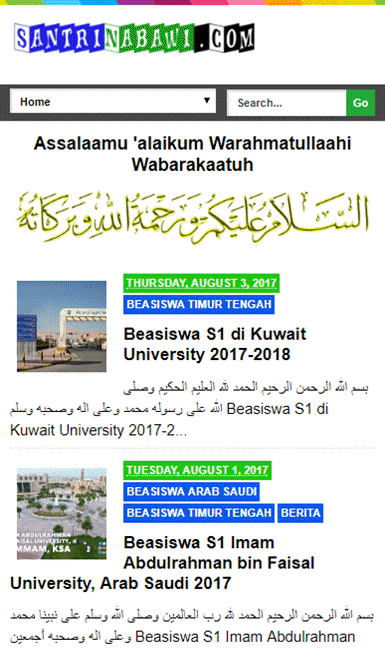 SANTRINABAWI.COM
Home
Search...
Go
Assalaamu 'alaikum Warahmatullaahi
Wabarakaatuh
السلام عليكم ورحمة الله وبركاته
THURSDAY, AUGUST 3, 2017
BEASISWA TIMUR TENGAH
Beasiswa S1 di Kuwait
University 2017-2018
بسم الله الرحمن الرحيم الحمد لله العليم الحكيم وصلى
الله على رسوله محمد وعلى اله وصحبه وسلم Beasiswa S1 di
Kuwait University 2017-2...
TUESDAY, AUGUST 1, 2017
BEASISWA ARAB SAUDI
BEASISWA TIMUR TENGAH
BERITA
ABDULRAHMAN
FAISAL UNIVERSITY,
MMAM, KSA
Beasiswa S1 Imam
Abdulrahman bin Faisal
University, Arab Saudi 2017
بسم الله الرحمن الرحيم الحمد لله رب العالمين وصلى الله وسلم على نبينا محمد
وعلى اله وصحبه أجمعين Beasiswa S1 Imam Abdulrahman